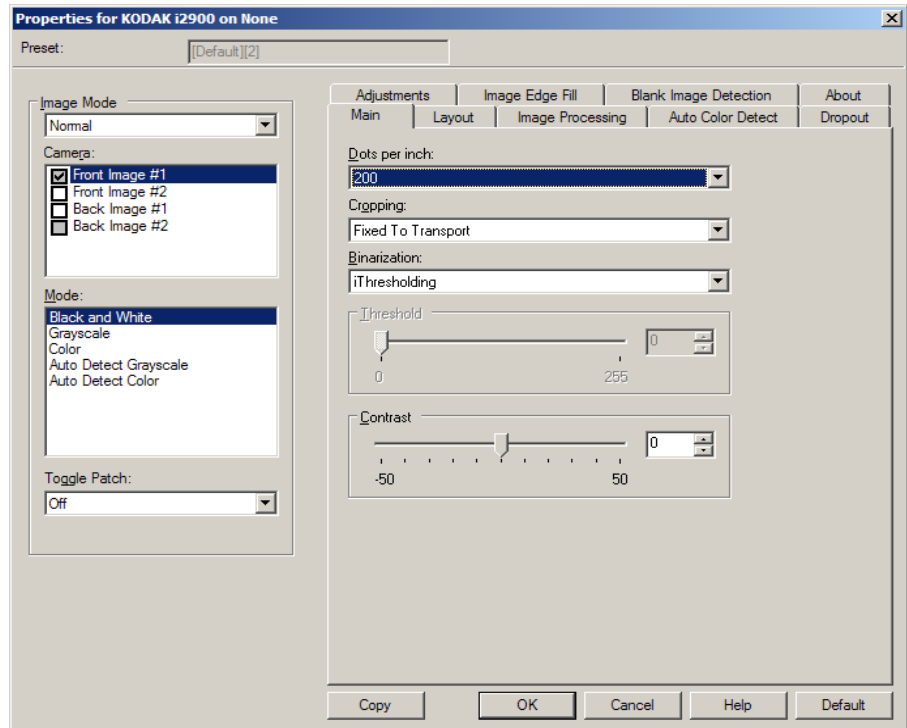 Properties for KODAK i2900 on None
Preset:
[Default][2]
Image Mode
Normal
Camera:
Front Image #1
Front Image #2
Back Image #1
Back Image #2
Mode:
Black and White
Grayscale
Color
Auto Detect Grayscale
Auto Detect Color
Toggle Patch:
Off
Adjustments Image Edge Fill Blank Image Detection About
Main Layout Image Processing Auto Color Detect Dropout
Dots per inch:
200
Cropping:
Fixed To Transport
Binarization:
iThresholding
Threshold
0
0 255
Contrast
0
-50 50
Copy OK Cancel Help Default